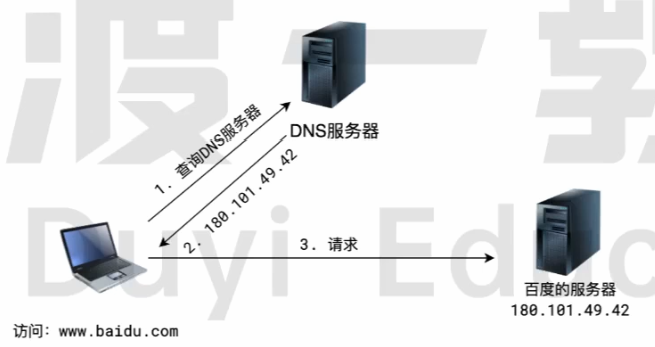 渡一教
Duyi Educ
DNS服务器
1. 查询DNS服务器
2. 180.101.49.42
3. 请求
百度的服务器
180.101.49.42
访问：www.baidu.com